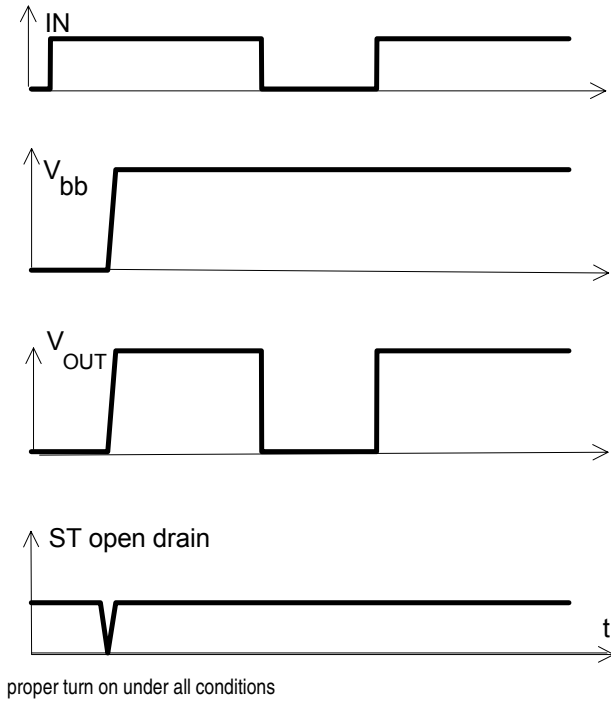 IN
V bb
V OUT
ST open drain
t
proper turn on under all conditions